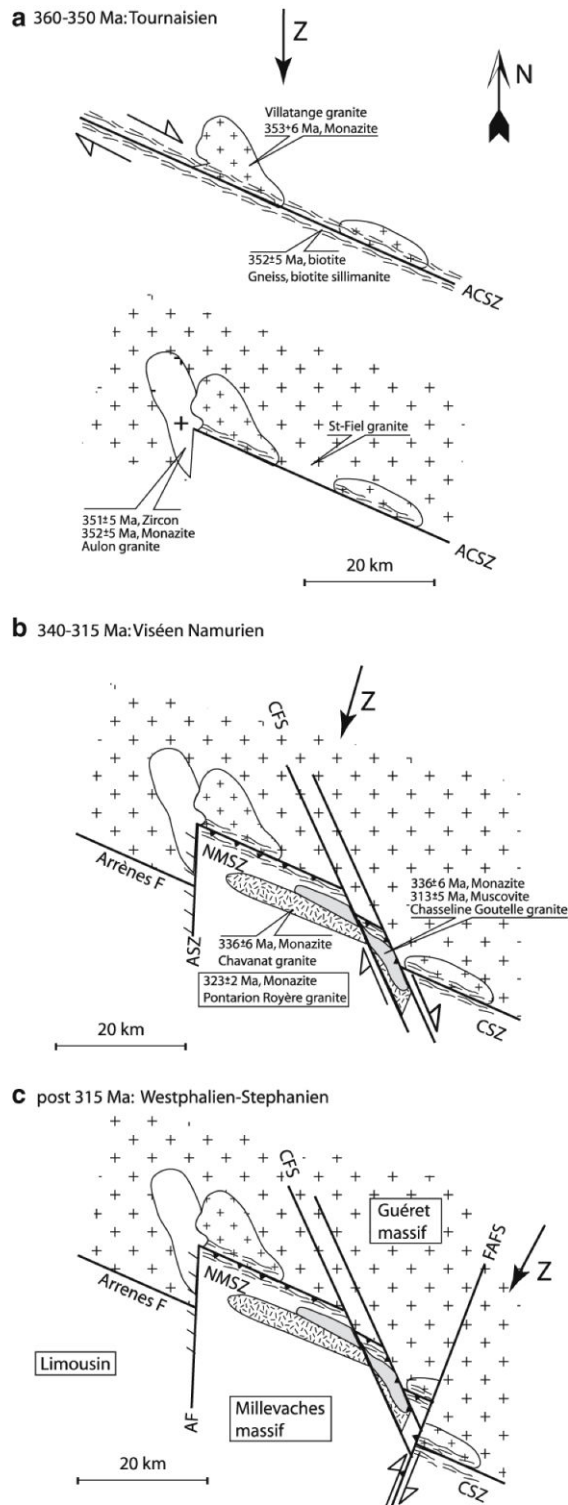 a 360-350 Ma: Tournaisien
Z
N
Villatange granite
353±6 Ma, Monazite
352±5 Ma, biotite
Gneiss, biotite sillimanite
ACSZ
St-Fiel granite
351±5 Ma, Zircon
352±5 Ma, Monazite
Aulon granite
ACSZ
20 km
b 340-315 Ma: Viséen Namurien
CFS
Z
Arrènes F
NMSZ
ASZ
336±6 Ma, Monazite
313±5 Ma, Muscovite
Chasseline Goutelle granite
336±6 Ma, Monazite
Chavanat granite
323±2 Ma, Monazite
Pontarion Royère granite
CSZ
20 km
c post 315 Ma: Westphalien-Stephanien
CFS
Guéret
massif
FAFS
Z
Arrenes F
NMSZ
Limousin
AF
Millevaches
massif
20 km
CSZ